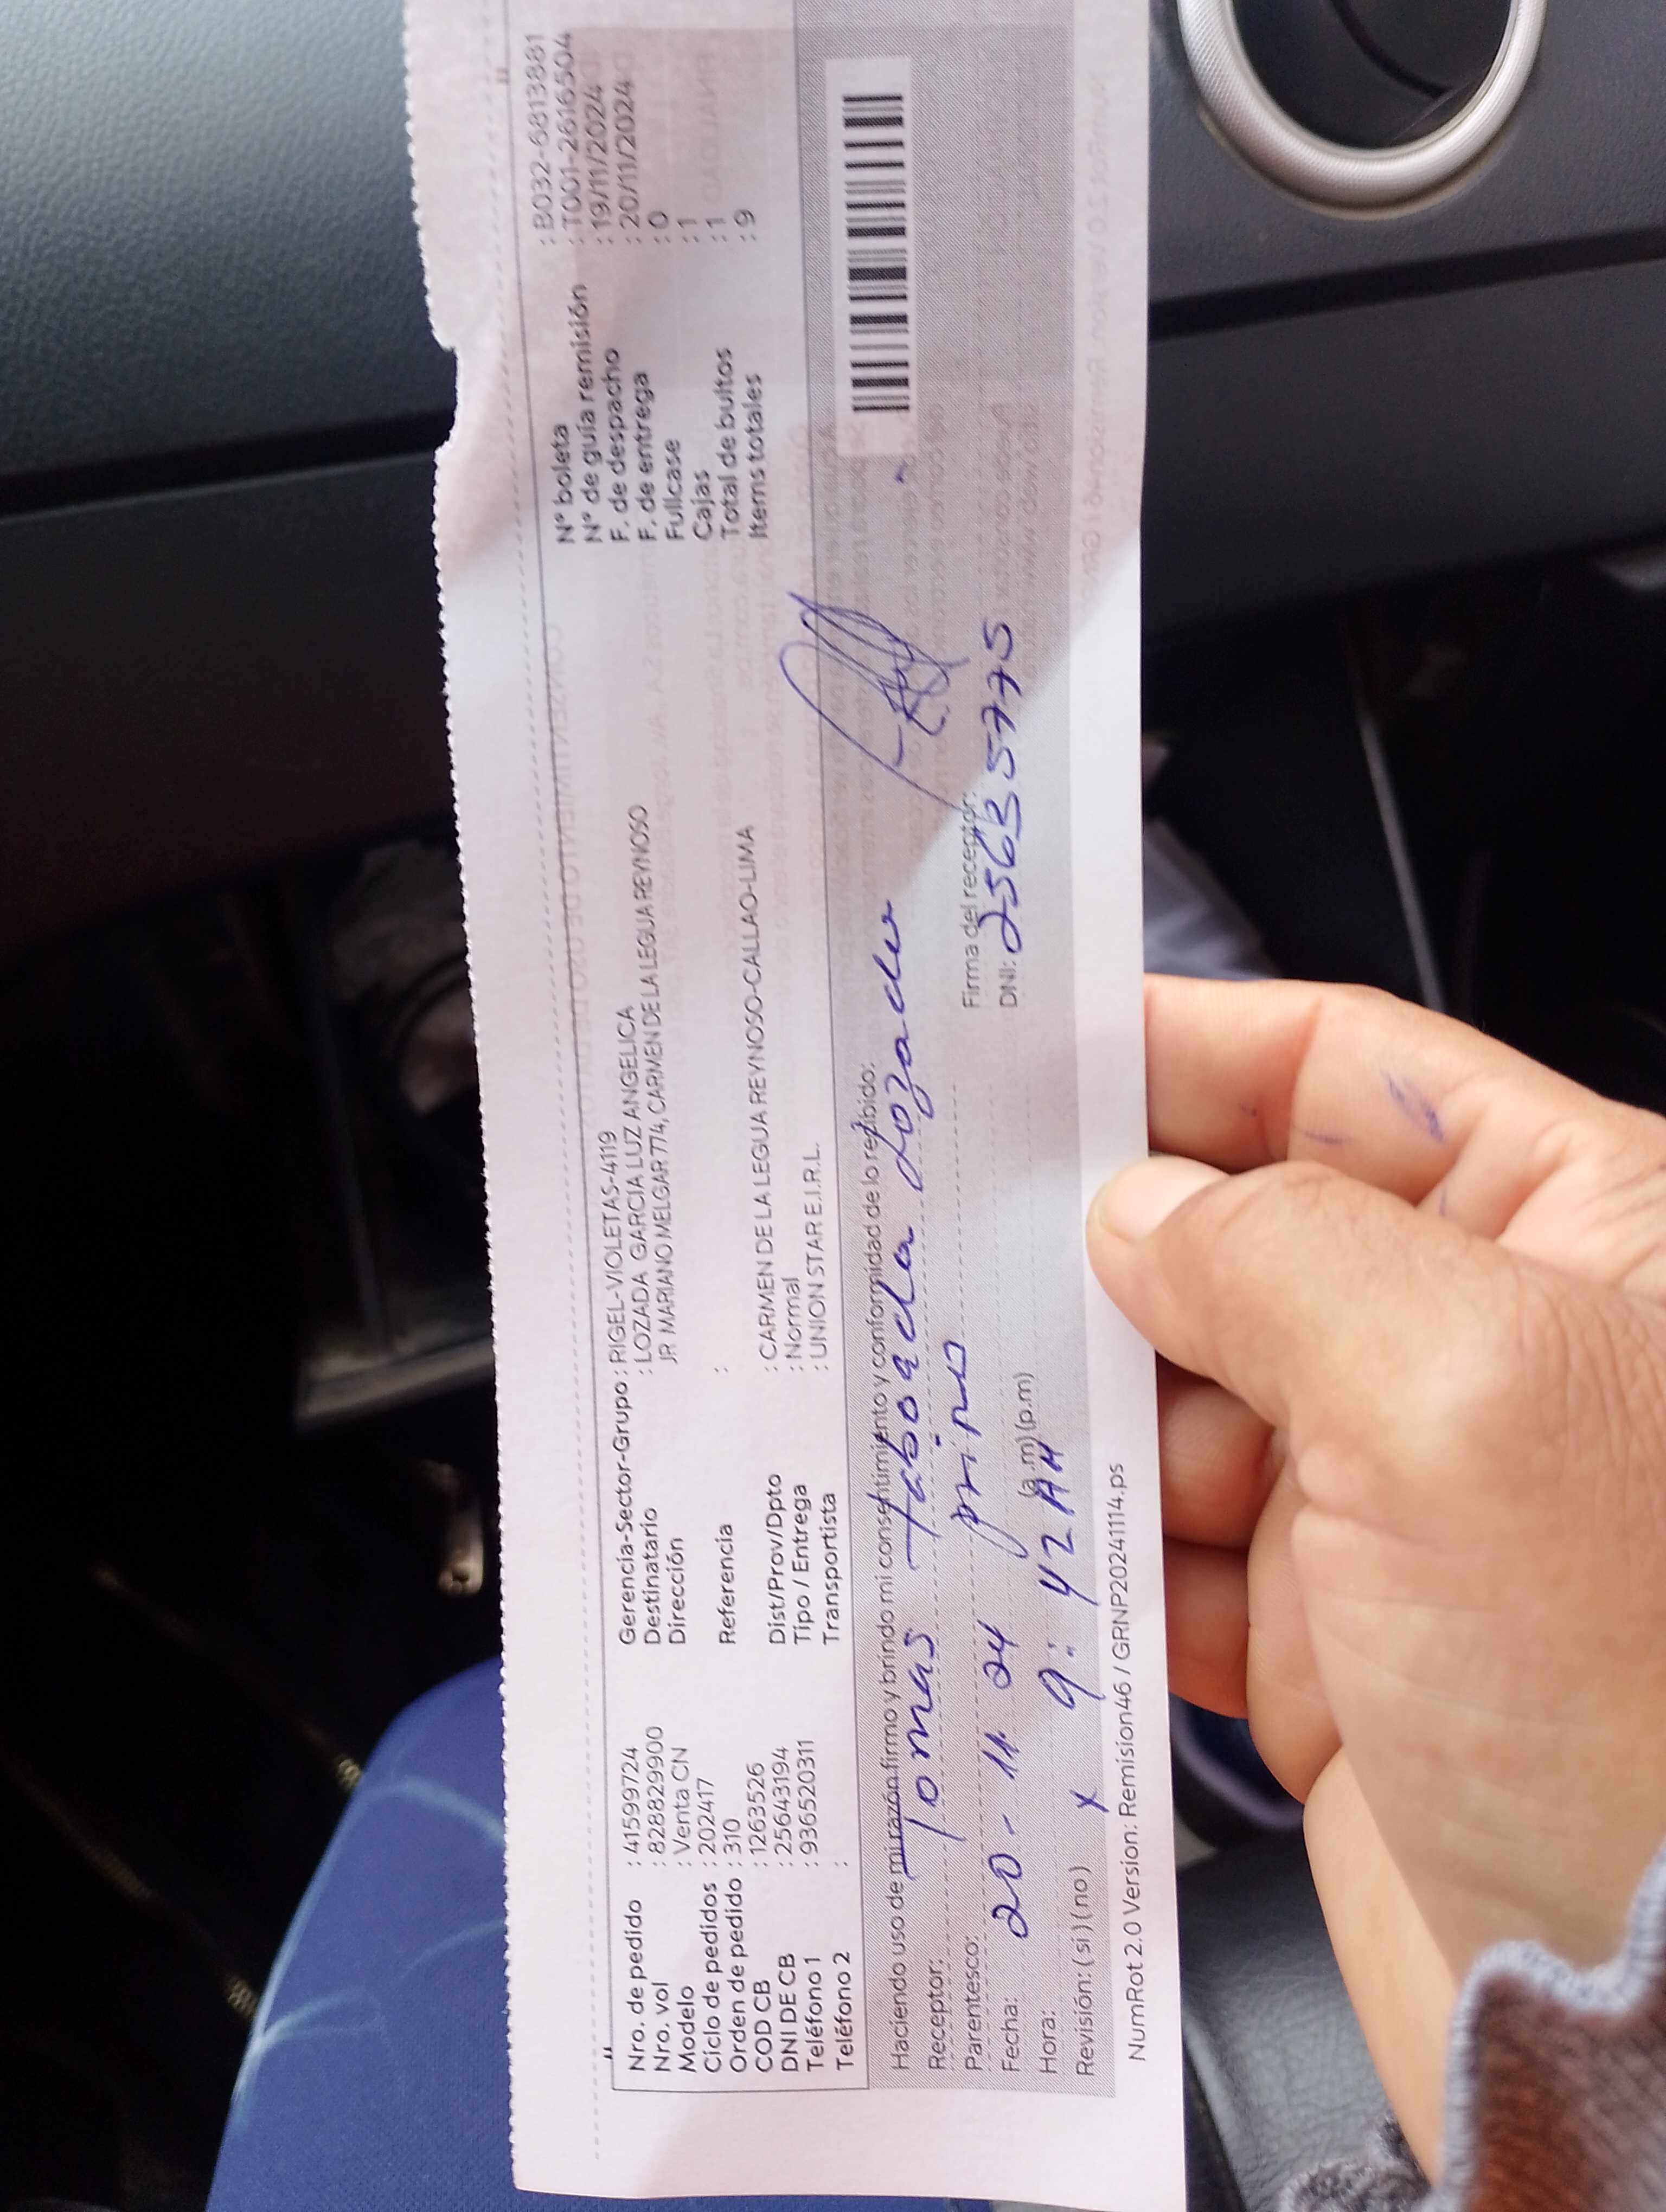 Nro. de pedido : 41599724
Nro. vol : 828829900
Modelo : Venta CN
Ciclo de pedidos : 202417
Orden de pedido : 310
COD CB : 1263526
DNI DE CB : 25643194
Teléfono 1 : 936520311
Teléfono 2 :
Gerencia-Sector-Grupo : RIGEL-VIOLETAS-4119
Destinatario : LOZADA GARCIA LUZ ANGELICA
Dirección JR MARIANO MELGAR 774, CARMEN DE LA LEGUA REYNOSO
Referencia :
Dist/Prov/Dpto : CARMEN DE LA LEGUA REYNOSO-CALLAO-LIMA
Tipo / Entrega : Normal
Transportista : UNION STAR E.I.R.L.
N° boleta : B032-68138881
N° de guía remisión : T001-2616504
F. de despacho : 19/11/2024
F. de entrega : 20/11/2024
Fullcase : 0
Cajas : 1
Total de bultos : 1
Items totales : 9
Haciendo uso de mi razón firmo y brindo mi consentimiento y conformidad de lo recibido:
Receptor: Tomas taboada Lozada
Parentesco: primo
Fecha: 20-11-24
Hora: 9:42 AM (a.m) (p.m)
Revisión: ( si ) ( no ) x
Firma del receptor:
DNI: 25635775
NumRot 2.0 Version: Remision46 / GRNP20241114.ps